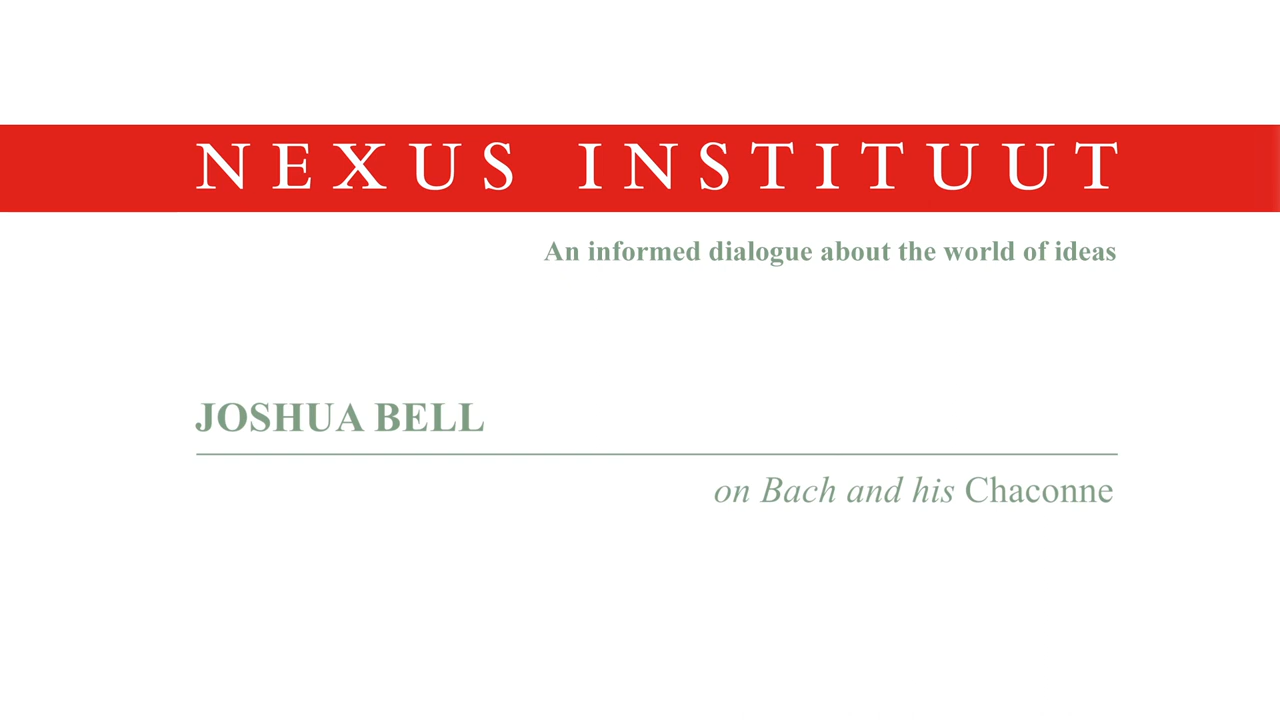 NEXUS INSTITUUT
An informed dialogue about the world of ideas
JOSHUA BELL
on Bach and his Chaconne